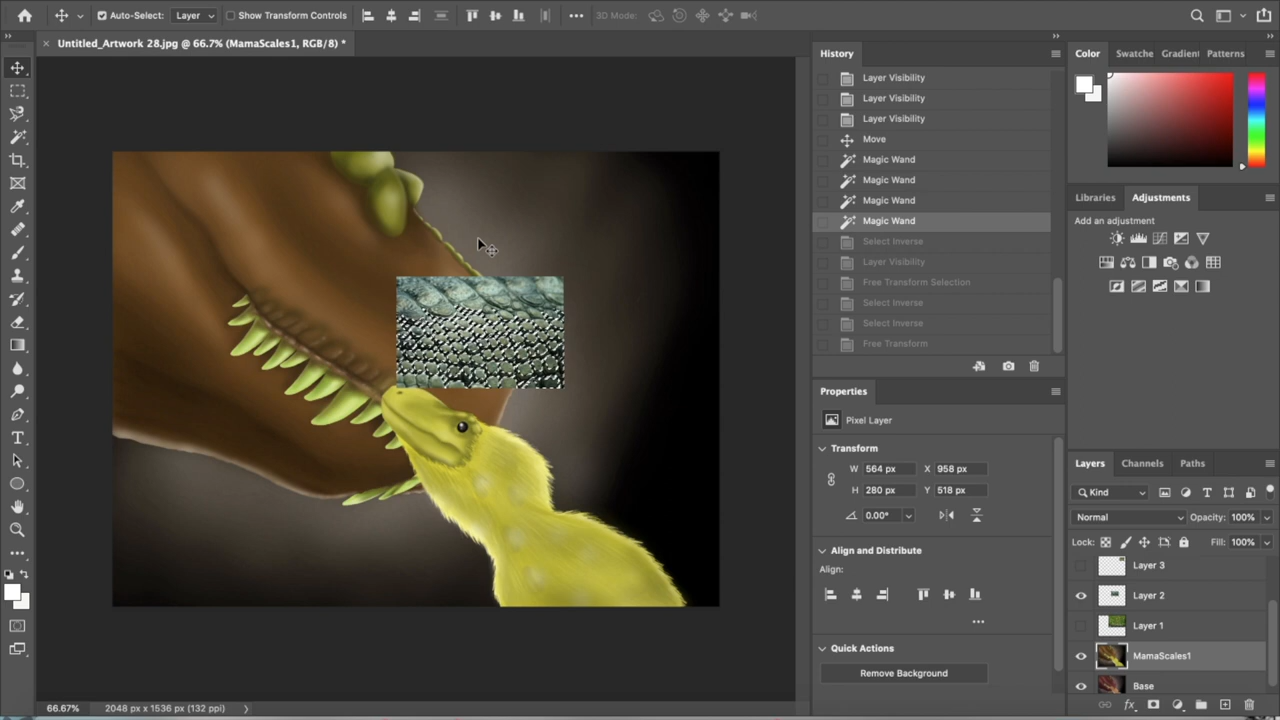 Auto-Select: Layer Show Transform Controls 3D Mode:
Untitled_Artwork 28.jpg @ 66.7% (MamaScales1, RGB/8) *
History
Layer Visibility
Layer Visibility
Layer Visibility
Move
Magic Wand
Magic Wand
Magic Wand
Magic Wand
Select Inverse
Layer Visibility
Free Transform Selection
Select Inverse
Select Inverse
Free Transform
Properties
Pixel Layer
Transform
W 564 px X 958 px
H 280 px Y 518 px
0.00°
Align and Distribute
Align:
Quick Actions
Remove Background
Color Swatche Gradient Patterns
Libraries Adjustments
Add an adjustment
Layers Channels Paths
Kind
Normal Opacity: 100%
Lock: Fill: 100%
Layer 3
Layer 2
Layer 1
MamaScales1
Base
66.67% 2048 px x 1536 px (132 ppi)